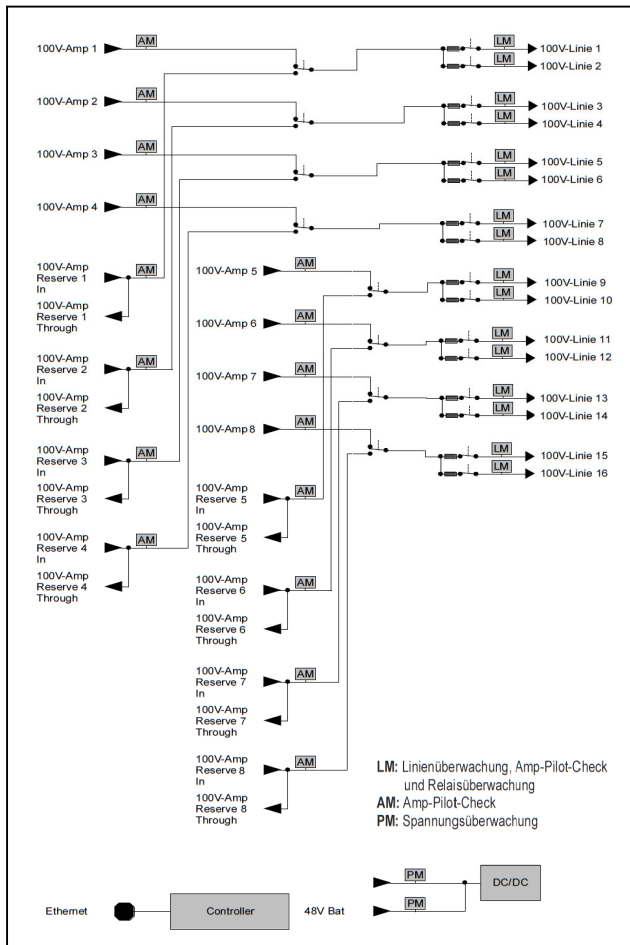 100V-Amp 1
AM
LM
100V-Linie 1
LM
100V-Linie 2
100V-Amp 2
AM
LM
100V-Linie 3
LM
100V-Linie 4
100V-Amp 3
AM
LM
100V-Linie 5
LM
100V-Linie 6
100V-Amp 4
AM
LM
100V-Linie 7
LM
100V-Linie 8
100V-Amp
Reserve 1
In
AM
100V-Amp
Reserve 1
Through
100V-Amp
Reserve 2
In
AM
100V-Amp
Reserve 2
Through
100V-Amp
Reserve 3
In
AM
100V-Amp
Reserve 3
Through
100V-Amp
Reserve 4
In
AM
100V-Amp
Reserve 4
Through
100V-Amp 5
AM
LM
100V-Linie 9
LM
100V-Linie 10
100V-Amp 6
AM
LM
100V-Linie 11
LM
100V-Linie 12
100V-Amp 7
AM
LM
100V-Linie 13
LM
100V-Linie 14
100V-Amp 8
AM
LM
100V-Linie 15
LM
100V-Linie 16
100V-Amp
Reserve 5
In
AM
100V-Amp
Reserve 5
Through
100V-Amp
Reserve 6
In
AM
100V-Amp
Reserve 6
Through
100V-Amp
Reserve 7
In
AM
100V-Amp
Reserve 7
Through
100V-Amp
Reserve 8
In
AM
100V-Amp
Reserve 8
Through
LM: Linienüberwachung, Amp-Pilot-Check
und Relaisüberwachung
AM: Amp-Pilot-Check
PM: Spannungsüberwachung
Ethernet
Controller
48V Bat
PM
PM
DC/DC